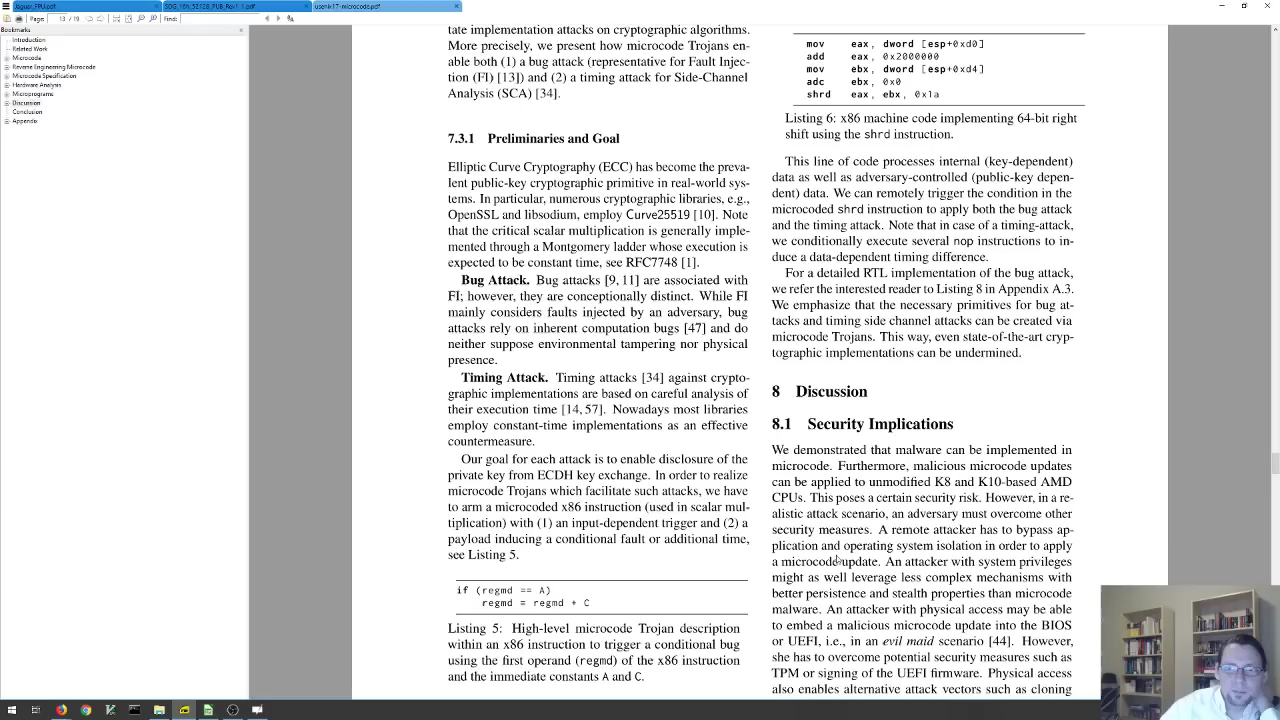 Jaguar_FPU.pdf
SOG_16h_52128_PUB_Rev1_1.pdf
usenix17-microcode.pdf
Page:
13 / 19
Find:
Bookmarks
Introduction
Related Work
Microcode
Reverse Engineering Microcode
Microcode Specification
Hardware Analysis
Microprograms
Discussion
Conclusion
Appendix
tate implementation attacks on cryptographic algorithms.
More precisely, we present how microcode Trojans en-
able both (1) a bug attack (representative for Fault Injec-
tion (FI) [13]) and (2) a timing attack for Side-Channel
Analysis (SCA) [34].
7.3.1 Preliminaries and Goal
Elliptic Curve Cryptography (ECC) has become the preva-
lent public-key cryptographic primitive in real-world sys-
tems. In particular, numerous cryptographic libraries, e.g.,
OpenSSL and libsodium, employ Curve25519 [10]. Note
that the critical scalar multiplication is generally imple-
mented through a Montgomery ladder whose execution is
expected to be constant time, see RFC7748 [1].
Bug Attack. Bug attacks [9, 11] are associated with
FI; however, they are conceptionally distinct. While FI
mainly considers faults injected by an adversary, bug
attacks rely on inherent computation bugs [47] and do
neither suppose environmental tampering nor physical
presence.
Timing Attack. Timing attacks [34] against crypto-
graphic implementations are based on careful analysis of
their execution time [14, 57]. Nowadays most libraries
employ constant-time implementations as an effective
countermeasure.
Our goal for each attack is to enable disclosure of the
private key from ECDH key exchange. In order to realize
microcode Trojans which facilitate such attacks, we have
to arm a microcoded x86 instruction (used in scalar mul-
tiplication) with (1) an input-dependent trigger and (2) a
payload inducing a conditional fault or additional time,
see Listing 5.
if (regmd == A)
regmd = regmd + C
Listing 5: High-level microcode Trojan description
within an x86 instruction to trigger a conditional bug
using the first operand (regmd) of the x86 instruction
and the immediate constants A and C.
mov eax, dword [esp+0xd0]
add eax, 0x2000000
mov ebx, dword [esp+0xd4]
adc ebx, 0x0
shrd eax, ebx, 0x1a
Listing 6: x86 machine code implementing 64-bit right
shift using the shrd instruction.
This line of code processes internal (key-dependent)
data as well as adversary-controlled (public-key depen-
dent) data. We can remotely trigger the condition in the
microcoded shrd instruction to apply both the bug attack
and the timing attack. Note that in case of a timing-attack,
we conditionally execute several nop instructions to in-
duce a data-dependent timing difference.
For a detailed RTL implementation of the bug attack,
we refer the interested reader to Listing 8 in Appendix A.3.
We emphasize that the necessary primitives for bug at-
tacks and timing side channel attacks can be created via
microcode Trojans. This way, even state-of-the-art cryp-
tographic implementations can be undermined.
8 Discussion
8.1 Security Implications
We demonstrated that malware can be implemented in
microcode. Furthermore, malicious microcode updates
can be applied to unmodified K8 and K10-based AMD
CPUs. This poses a certain security risk. However, in a re-
alistic attack scenario, an adversary must overcome other
security measures. A remote attacker has to bypass ap-
plication and operating system isolation in order to apply
a microcode update. An attacker with system privileges
might as well leverage less complex mechanisms with
better persistence and stealth properties than microcode
malware. An attacker with physical access may be able
to embed a malicious microcode update into the BIOS
or UEFI, i.e., in an evil maid scenario [44]. However,
she has to overcome potential security measures such as
TPM or signing of the UEFI firmware. Physical access
also enables alternative attack vectors such as cloning